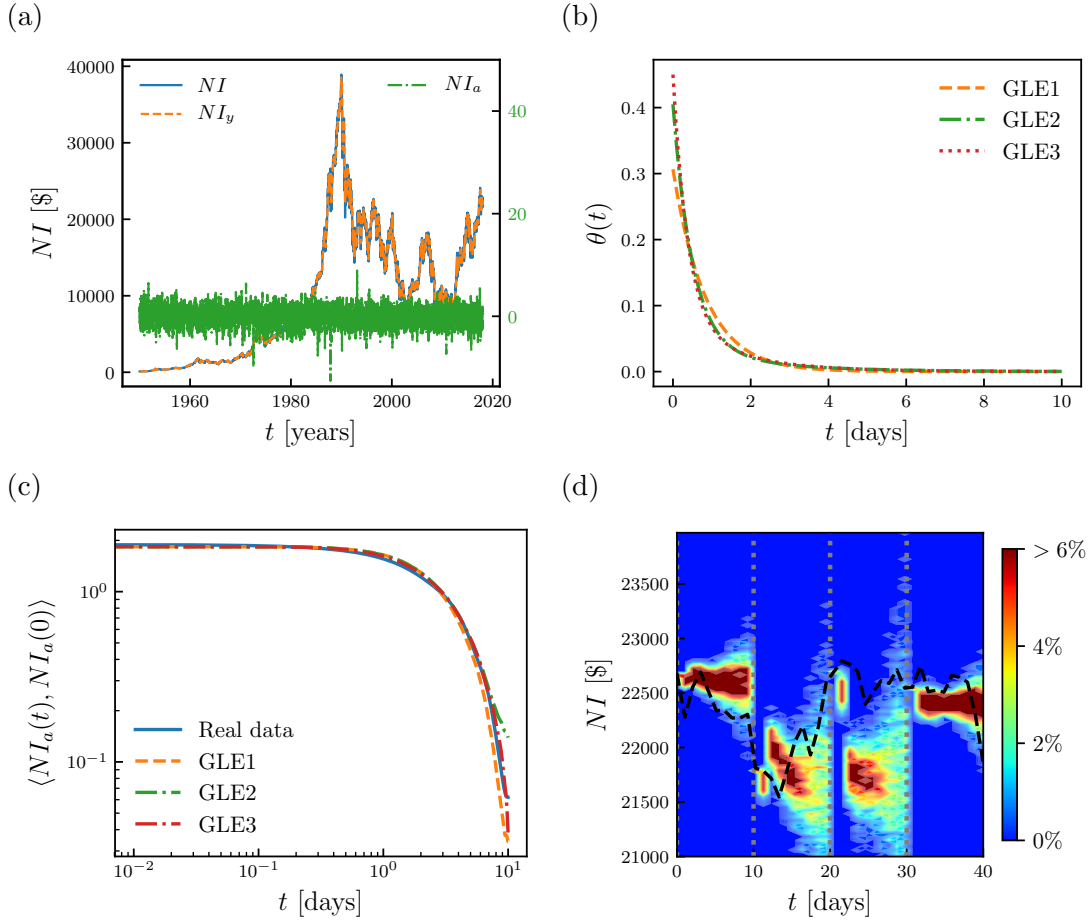 (a)
40000
30000
20000
10000
0
NI [$]
NI
NI_y
NI_a
40
20
0
1960
1980
2000
2020
t [years]
(b)
0.4
0.3
0.2
0.1
0.0
θ(t)
GLE1
GLE2
GLE3
0
2
4
6
8
10
t [days]
(c)
10^0
10^−1
⟨NI_a(t), NI_a(0)⟩
Real data
GLE1
GLE2
GLE3
10^−2
10^−1
10^0
10^1
t [days]
(d)
23500
23000
22500
22000
21500
21000
NI [$]
0
10
20
30
40
t [days]
> 6%
4%
2%
0%